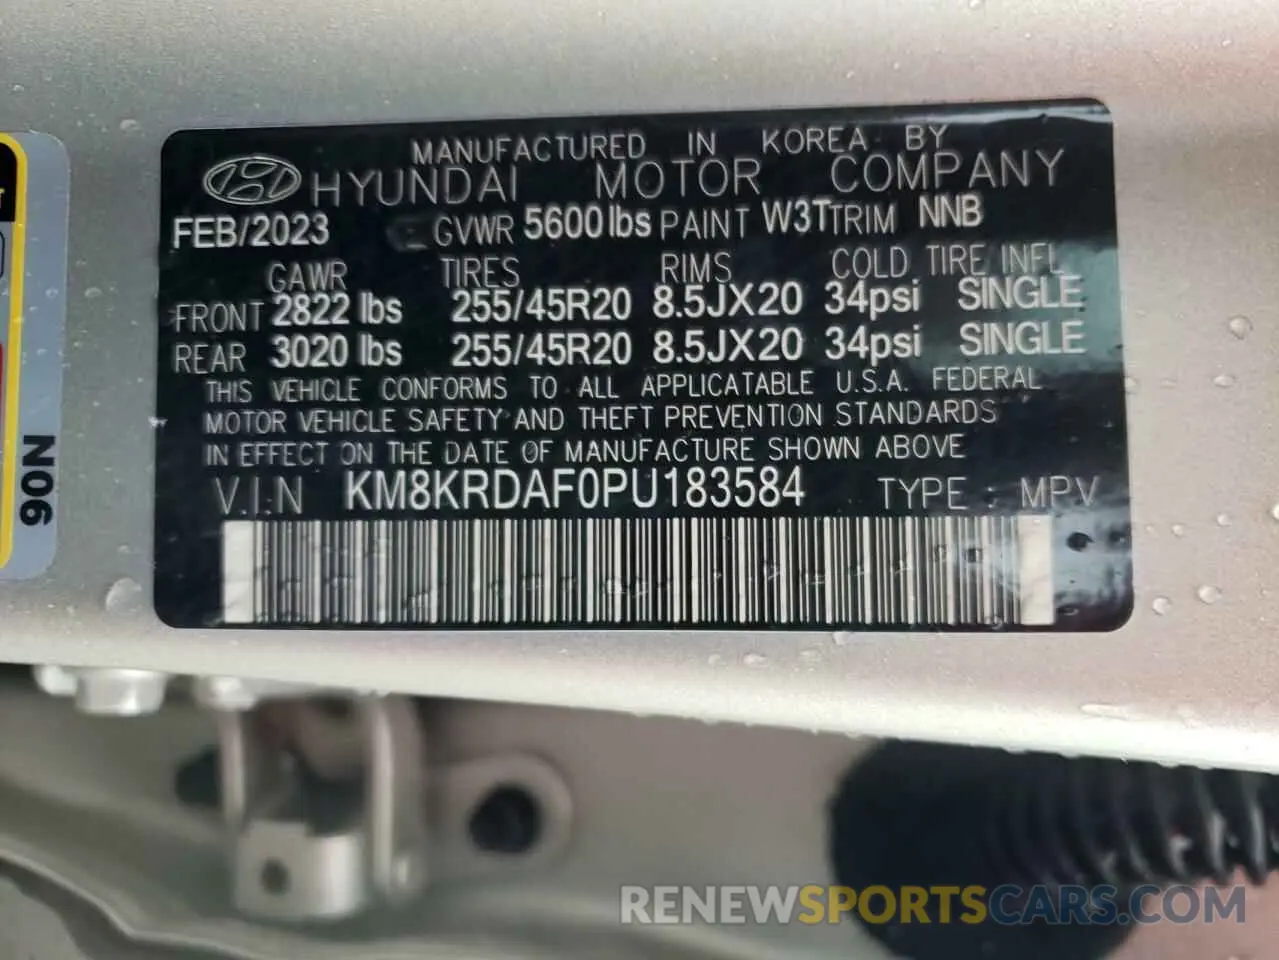 MANUFACTURED IN KOREA BY
HYUNDAI MOTOR COMPANY
FEB/2023 GVWR 5600 lbs PAINT W3T TRIM NNB
GAWR TIRES RIMS COLD TIRE INFL
FRONT 2822 lbs 255/45R20 8.5JX20 34psi SINGLE
REAR 3020 lbs 255/45R20 8.5JX20 34psi SINGLE
THIS VEHICLE CONFORMS TO ALL APPLICATABLE U.S.A. FEDERAL
MOTOR VEHICLE SAFETY AND THEFT PREVENTION STANDARDS
IN EFFECT ON THE DATE OF MANUFACTURE SHOWN ABOVE
V.I.N KM8KRDAF0PU183584 TYPE : MPV
90N
RENEWSPORTSCARS.COM